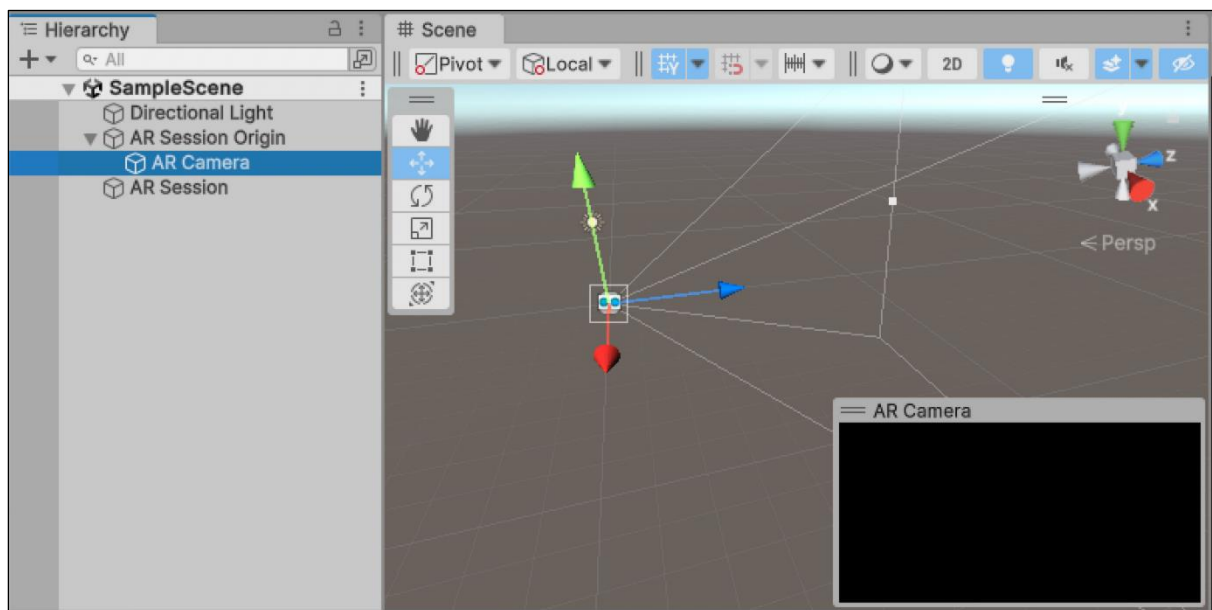 Hierarchy
All
SampleScene
Directional Light
AR Session Origin
AR Camera
AR Session
Scene
Pivot
Local
2D
y
z
x
Persp
AR Camera